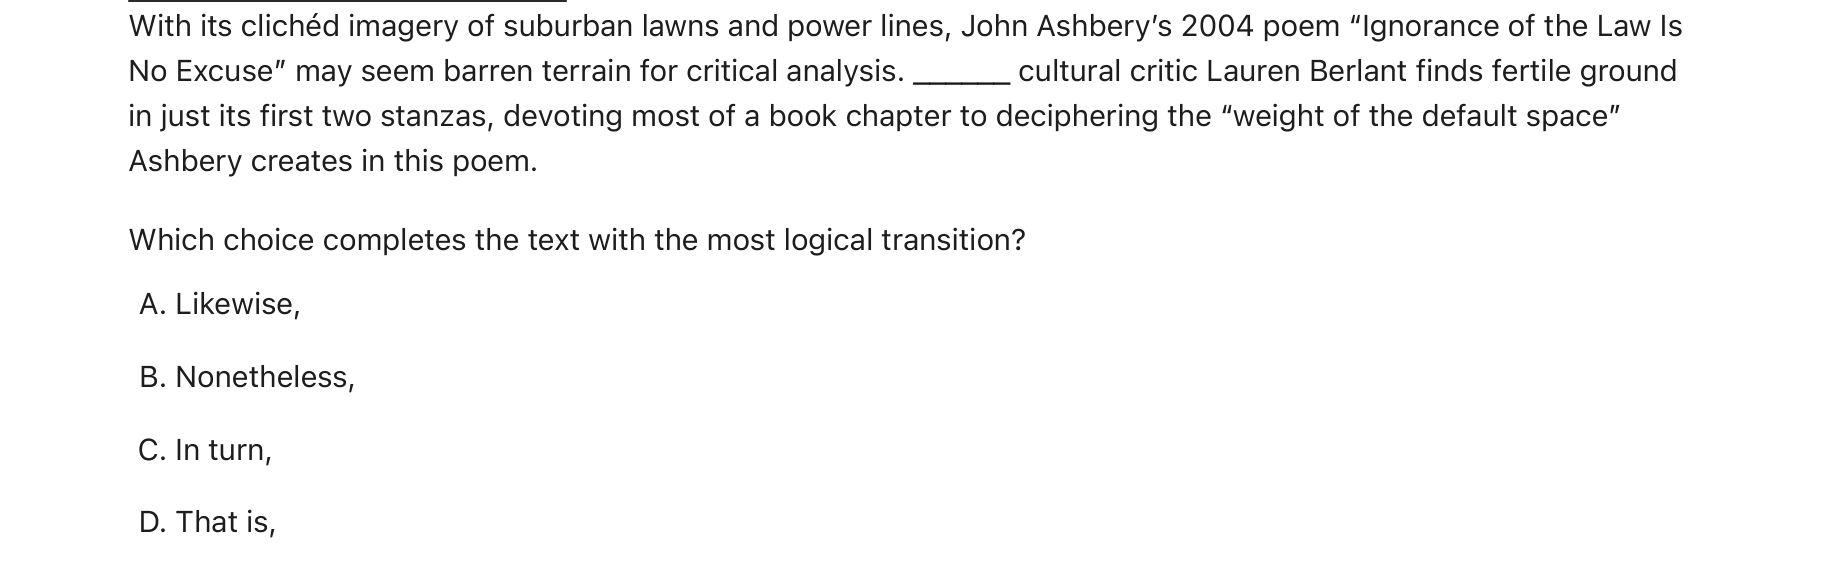 With its clichéd imagery of suburban lawns and power lines, John Ashbery’s 2004 poem “Ignorance of the Law Is
No Excuse” may seem barren terrain for critical analysis. ______ cultural critic Lauren Berlant finds fertile ground
in just its first two stanzas, devoting most of a book chapter to deciphering the “weight of the default space”
Ashbery creates in this poem.
Which choice completes the text with the most logical transition?
A. Likewise,
B. Nonetheless,
C. In turn,
D. That is,